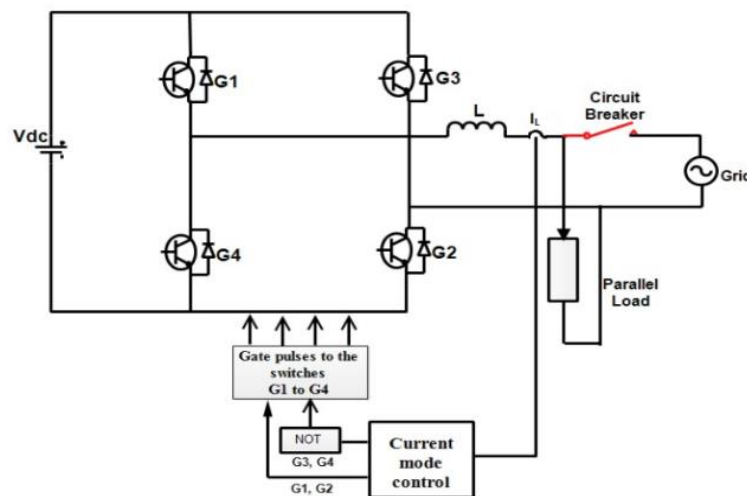 G1
G3
Vdc
L
I_L
Circuit
Breaker
Grid
G4
G2
Parallel
Load
Gate pulses to the
switches
G1 to G4
NOT
G3, G4
G1, G2
Current
mode
control